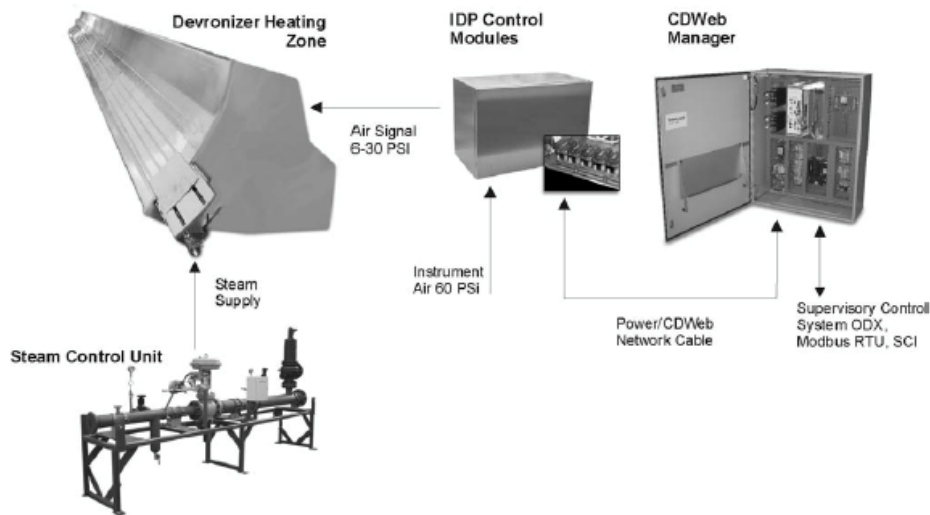 Devronizer Heating
Zone
IDP Control
Modules
CDWeb
Manager
Air Signal
6-30 PSI
Instrument
Air 60 PSi
Steam
Supply
Power/CDWeb
Network Cable
Supervisory Control
System ODX,
Modbus RTU, SCI
Steam Control Unit